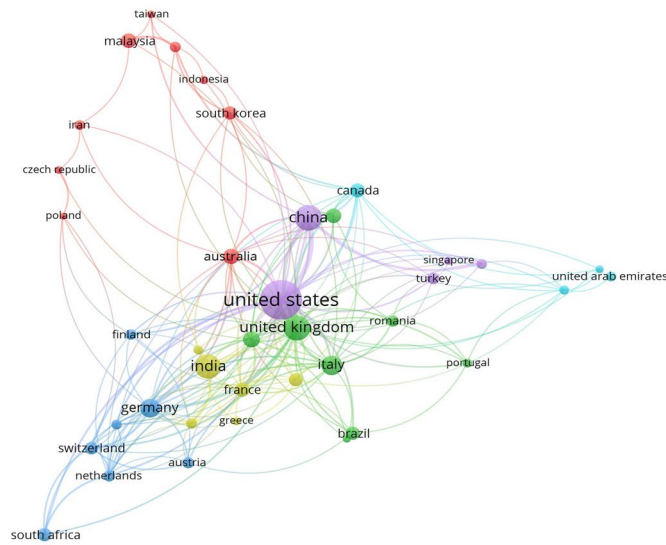 taiwan
malaysia
indonesia
south korea
iran
czech republic
canada
poland
china
australia
singapore
united arab emirates
turkey
united states
romania
united kingdom
finland
portugal
india
italy
france
germany
greece
brazil
switzerland
austria
netherlands
south africa